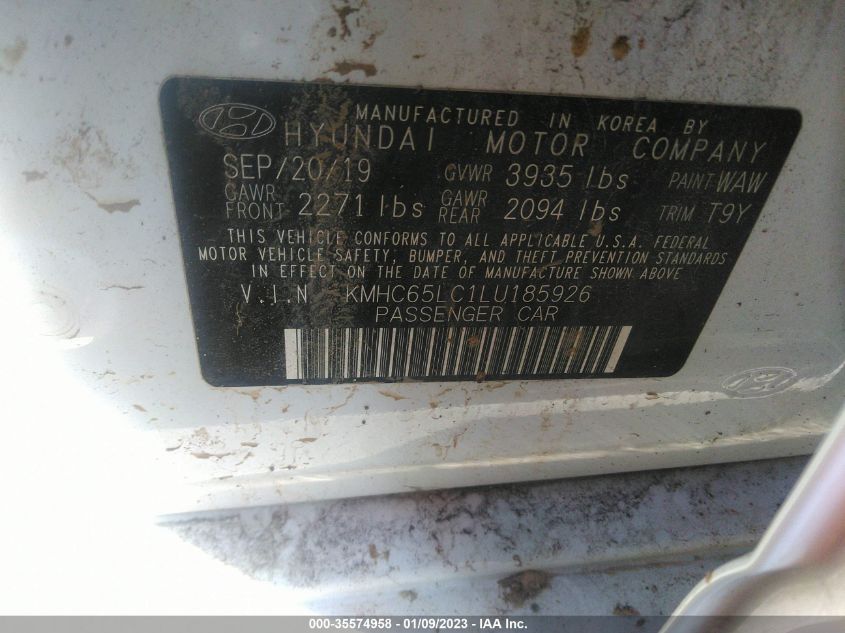 MANUFACTURED IN KOREA BY
HYUNDAI MOTOR COMPANY
SEP/20/19 GVWR 3935 lbs PAINT WAW
GAWR FRONT 2271 lbs GAWR REAR 2094 lbs TRIM T9Y
THIS VEHICLE CONFORMS TO ALL APPLICABLE U.S.A. FEDERAL
MOTOR VEHICLE SAFETY; BUMPER, AND THEFT PREVENTION STANDARDS
IN EFFECT ON THE DATE OF MANUFACTURE SHOWN ABOVE
V.I.N. KMHC65LC1LU185926
PASSENGER CAR
000-35574958 - 01/09/2023 - IAA Inc.